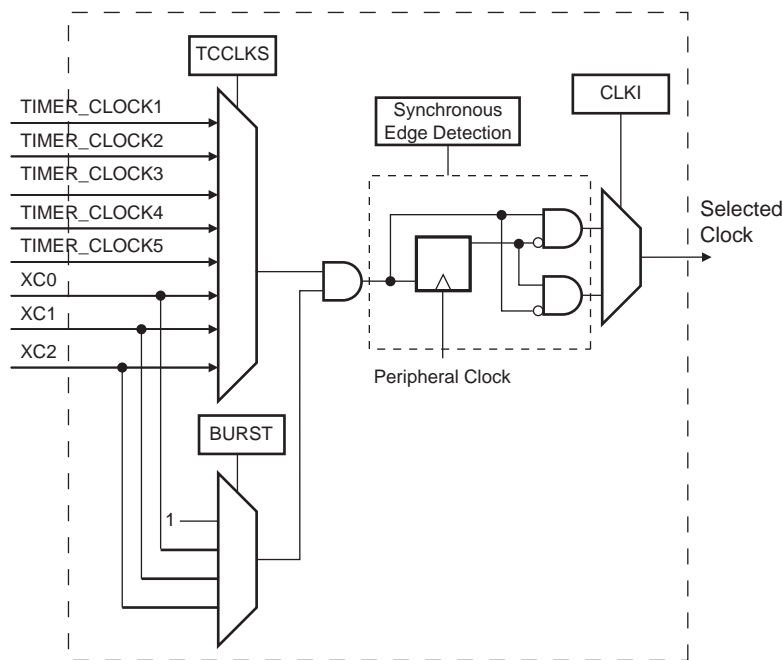 TCCLKS
TIMER_CLOCK1
TIMER_CLOCK2
TIMER_CLOCK3
TIMER_CLOCK4
TIMER_CLOCK5
XC0
XC1
XC2
Synchronous
Edge Detection
CLKI
Selected
Clock
Peripheral Clock
BURST
1